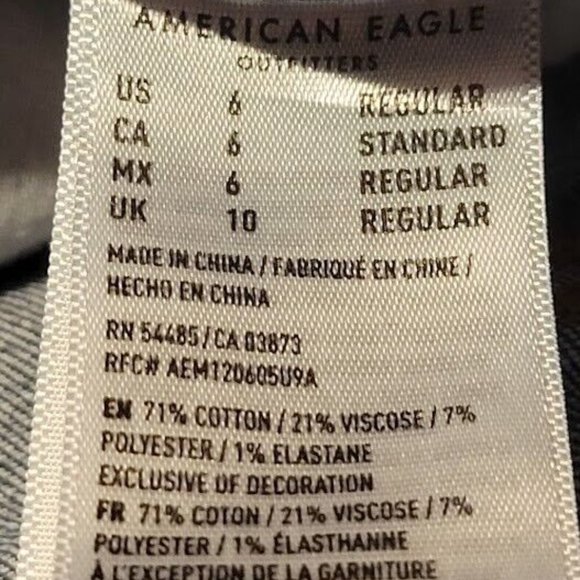 AMERICAN EAGLE
OUTFITTERS
US 6 REGULAR
CA 6 STANDARD
MX 6 REGULAR
UK 10 REGULAR
MADE IN CHINA / FABRIQUÉ EN CHINE /
HECHO EN CHINA
RN 54485 / CA 03873
RFC# AEM120605U9A
EN 71% COTTON / 21% VISCOSE / 7%
POLYESTER / 1% ELASTANE
EXCLUSIVE OF DECORATION
FR 71% COTON / 21% VISCOSE / 7%
POLYESTER / 1% ÉLASTHANNE
À L'EXCEPTION DE LA GARNITURE